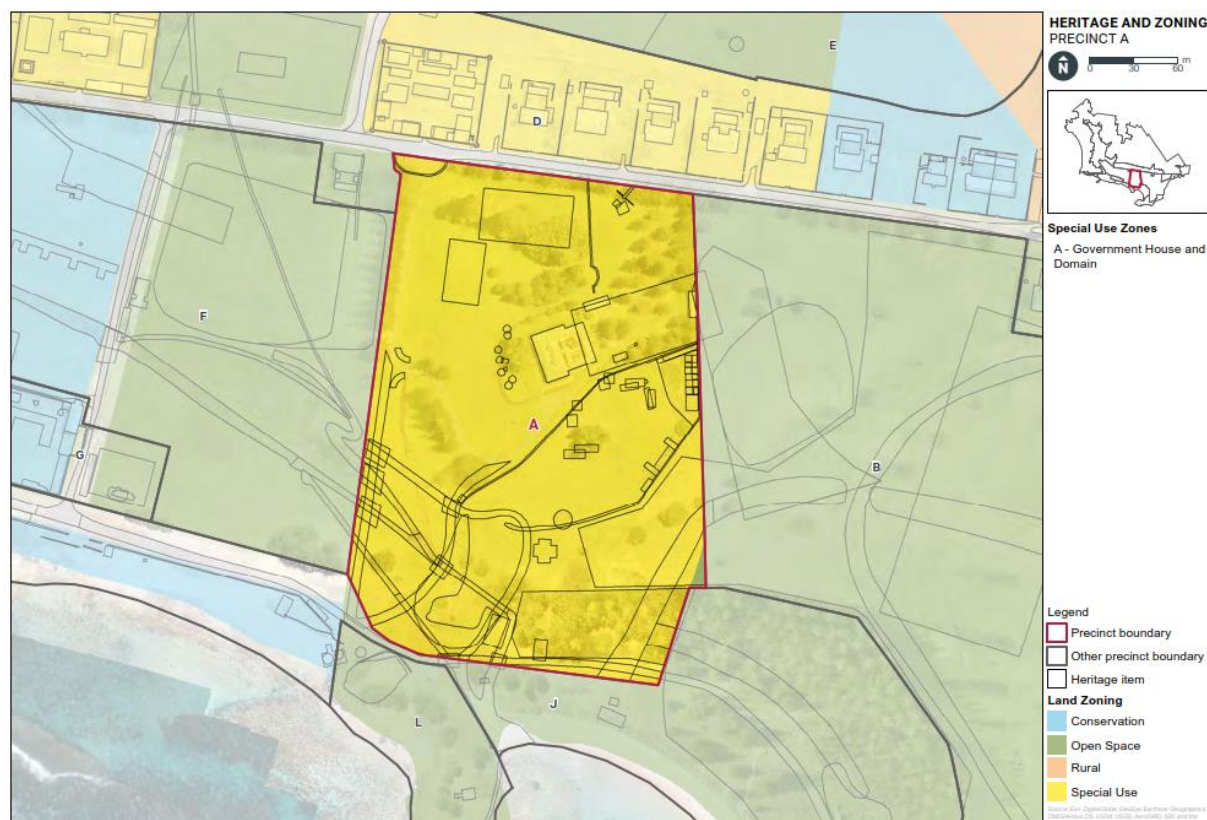 HERITAGE AND ZONING
PRECINCT A
N
0 30 60 m
Special Use Zones
A - Government House and
Domain
E
D
F
A
B
G
J
L
Legend
Precinct boundary
Other precinct boundary
Heritage item
Land Zoning
Conservation
Open Space
Rural
Special Use